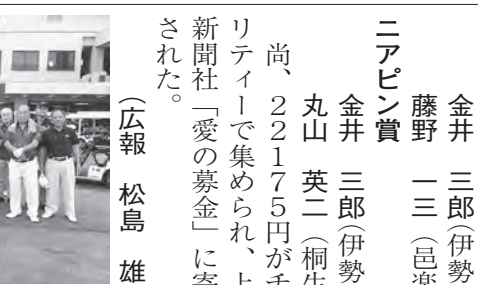 金井　三郎（伊勢
藤野　一三（邑楽
ニアピン賞
金井　三郎（伊勢
丸山　英二（桐生
尚、２２１７５円がチ
リティーで集められ、上
新聞社「愛の募金」に寄
された。
（広報　松島　雄